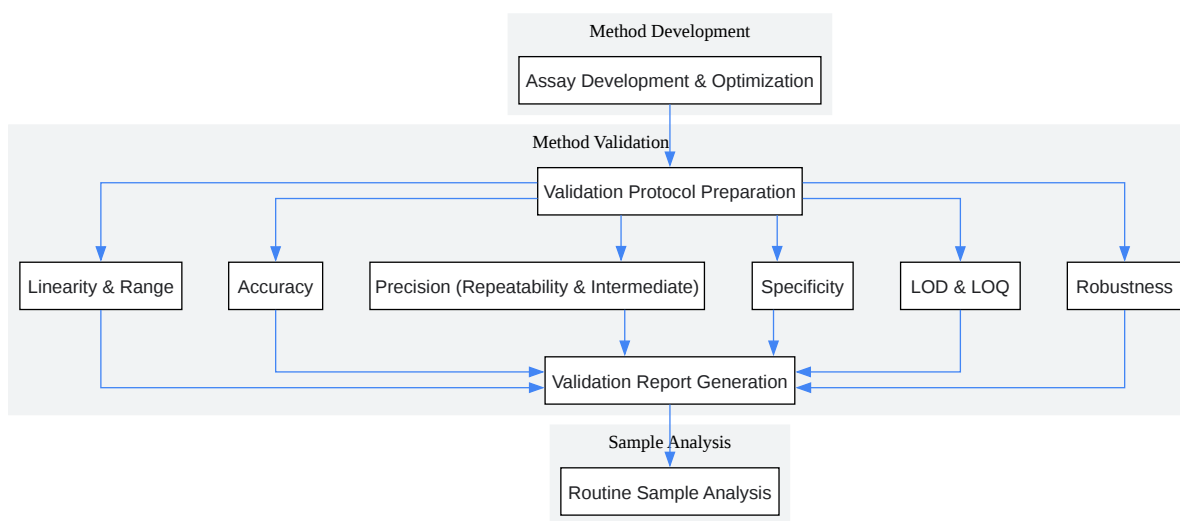 Method Development
Assay Development & Optimization
Method Validation
Validation Protocol Preparation
Linearity & Range
Accuracy
Precision (Repeatability & Intermediate)
Specificity
LOD & LOQ
Robustness
Validation Report Generation
Sample Analysis
Routine Sample Analysis